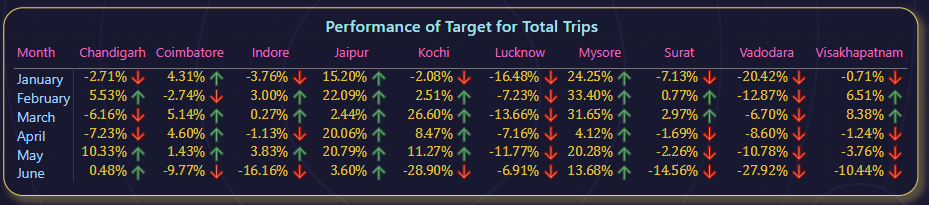 Performance of Target for Total Trips
Month Chandigarh Coimbatore Indore Jaipur Kochi Lucknow Mysore Surat Vadodara Visakhapatnam
January -2.71% ↓ 4.31% ↑ -3.76% ↓ 15.20% ↑ -2.08% ↓ -16.48% ↓ 24.25% ↑ -7.13% ↓ -20.42% ↓ -0.71% ↓
February 5.53% ↑ -2.74% ↓ 3.00% ↑ 22.09% ↑ 2.51% ↑ -7.23% ↓ 33.40% ↑ 0.77% ↑ -12.87% ↓ 6.51% ↑
March -6.16% ↓ 5.14% ↑ 0.27% ↑ 2.44% ↑ 26.60% ↑ -13.66% ↓ 31.65% ↑ 2.97% ↑ -6.70% ↓ 8.38% ↑
April -7.23% ↓ 4.60% ↑ -1.13% ↓ 20.06% ↑ 8.47% ↑ -7.16% ↓ 4.12% ↑ -1.69% ↓ -8.60% ↓ -1.24% ↓
May 10.33% ↑ 1.43% ↑ 3.83% ↑ 20.79% ↑ 11.27% ↑ -11.77% ↓ 20.28% ↑ -2.26% ↓ -10.78% ↓ -3.76% ↓
June 0.48% ↑ -9.77% ↓ -16.16% ↓ 3.60% ↑ -28.90% ↓ -6.91% ↓ 13.68% ↑ -14.56% ↓ -27.92% ↓ -10.44% ↓